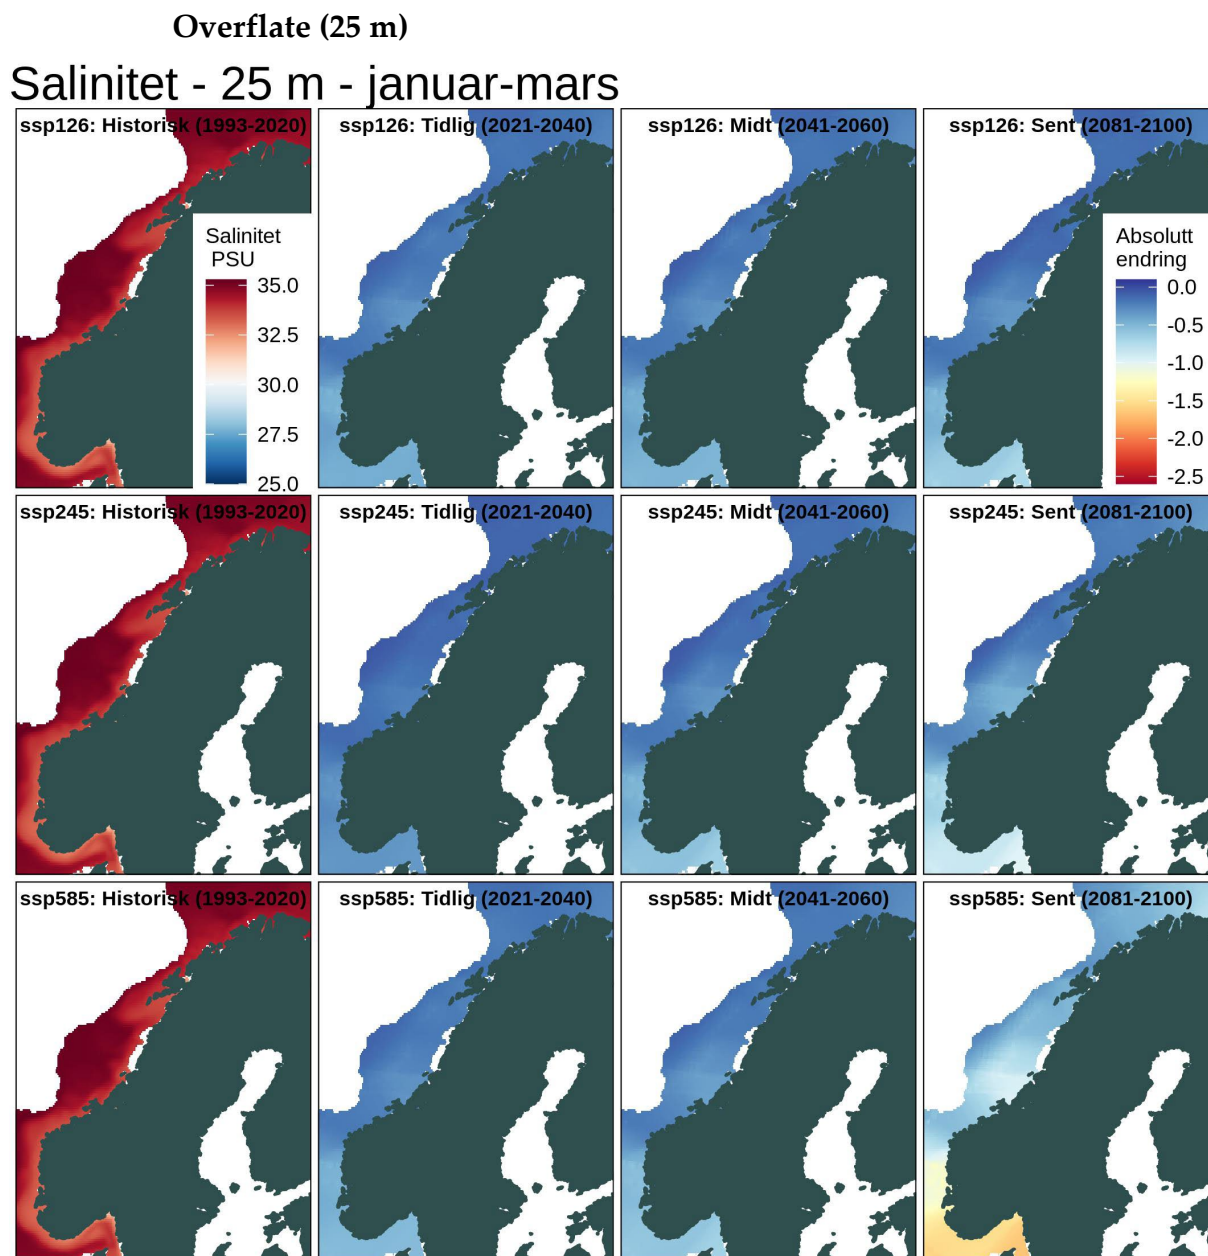 Overflate (25 m)
Salinitet - 25 m - januar-mars
ssp126: Historisk (1993-2020)
ssp126: Tidlig (2021-2040)
ssp126: Midt (2041-2060)
ssp126: Sent (2081-2100)
Salinitet
PSU
35.0
32.5
30.0
27.5
25.0
Absolutt
endring
0.0
-0.5
-1.0
-1.5
-2.0
-2.5
ssp245: Historisk (1993-2020)
ssp245: Tidlig (2021-2040)
ssp245: Midt (2041-2060)
ssp245: Sent (2081-2100)
ssp585: Historisk (1993-2020)
ssp585: Tidlig (2021-2040)
ssp585: Midt (2041-2060)
ssp585: Sent (2081-2100)